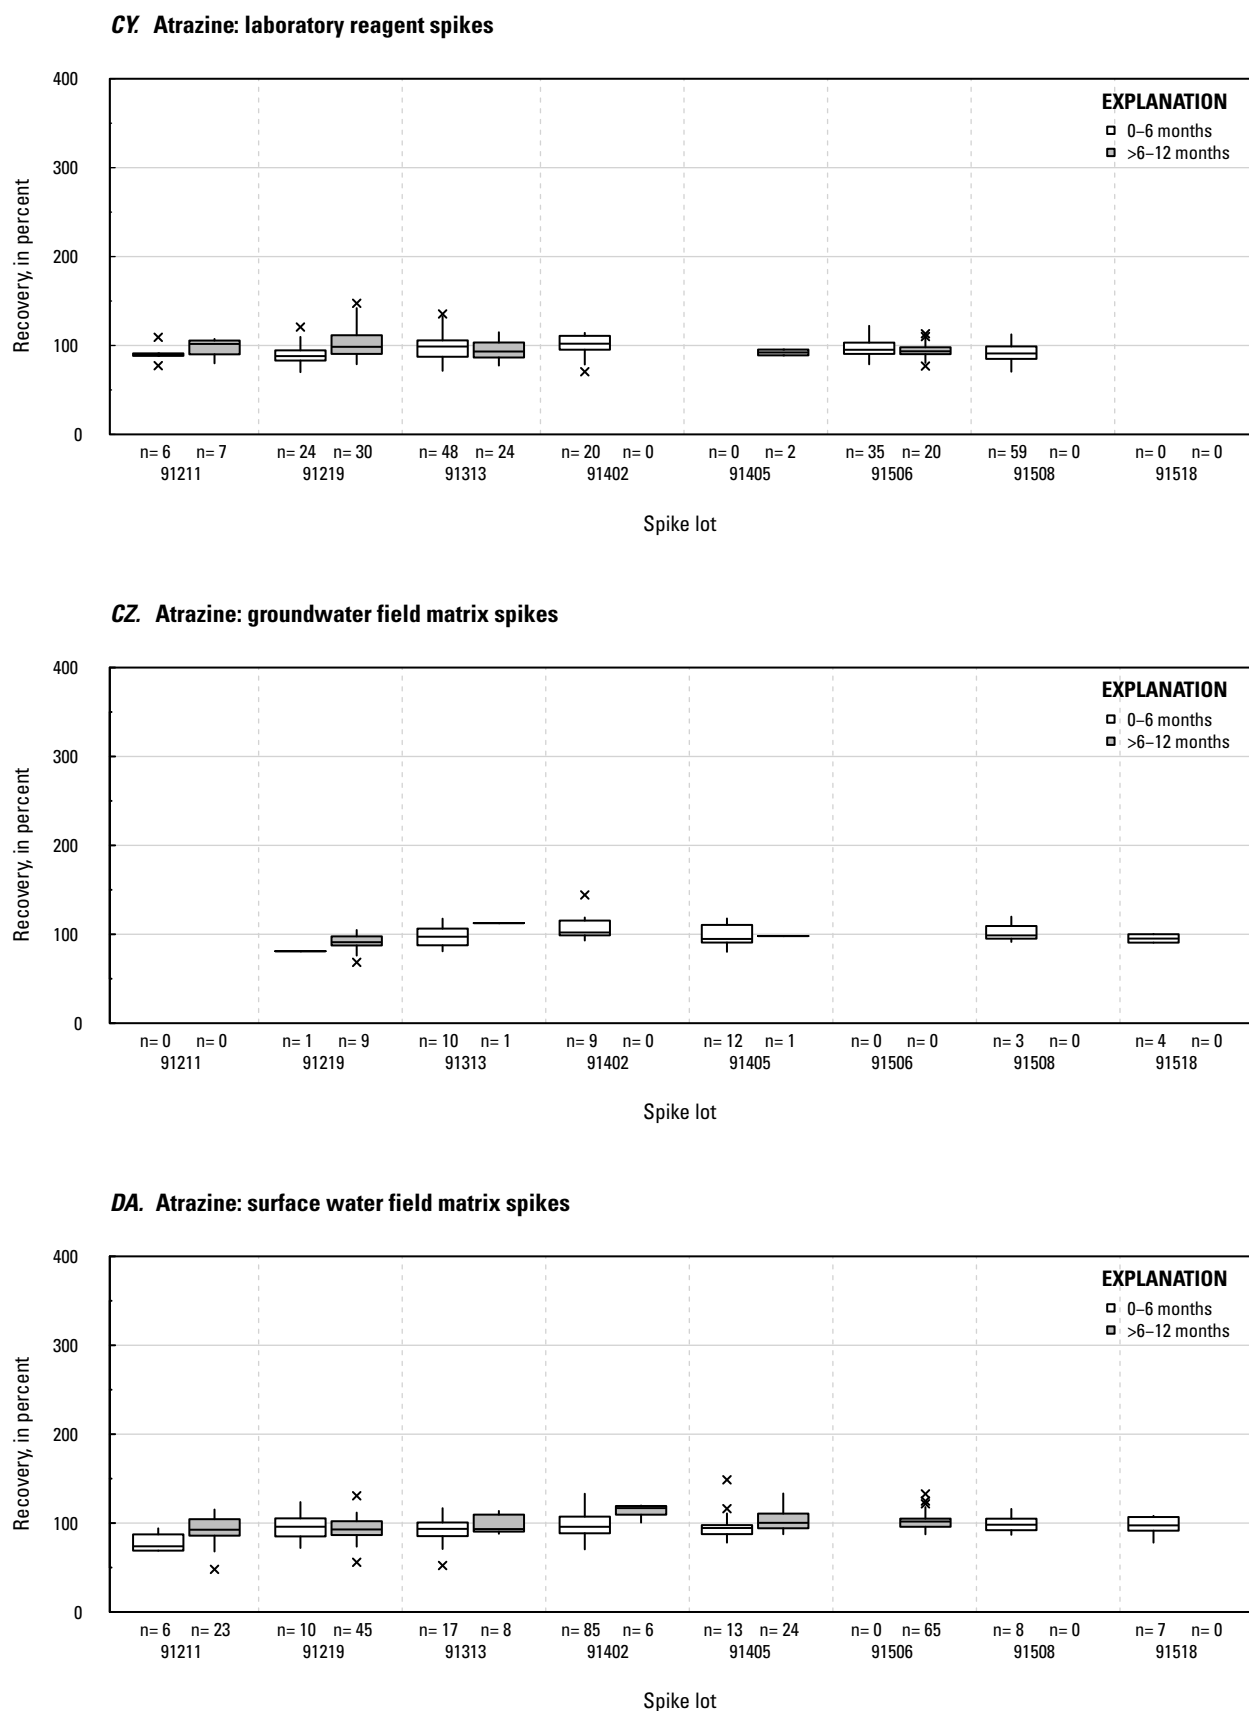 CY. Atrazine: laboratory reagent spikes
400
EXPLANATION
0–6 months
>6–12 months
300
200
100
0
Recovery, in percent
n= 6 n= 7 n= 24 n= 30 n= 48 n= 24 n= 20 n= 0 n= 0 n= 2 n= 35 n= 20 n= 59 n= 0 n= 0 n= 0
91211 91219 91313 91402 91405 91506 91508 91518
Spike lot
CZ. Atrazine: groundwater field matrix spikes
400
EXPLANATION
0–6 months
>6–12 months
300
200
100
0
Recovery, in percent
n= 0 n= 0 n= 1 n= 9 n= 10 n= 1 n= 9 n= 0 n= 12 n= 1 n= 0 n= 0 n= 3 n= 0 n= 4 n= 0
91211 91219 91313 91402 91405 91506 91508 91518
Spike lot
DA. Atrazine: surface water field matrix spikes
400
EXPLANATION
0–6 months
>6–12 months
300
200
100
0
Recovery, in percent
n= 6 n= 23 n= 10 n= 45 n= 17 n= 8 n= 85 n= 6 n= 13 n= 24 n= 0 n= 65 n= 8 n= 0 n= 7 n= 0
91211 91219 91313 91402 91405 91506 91508 91518
Spike lot